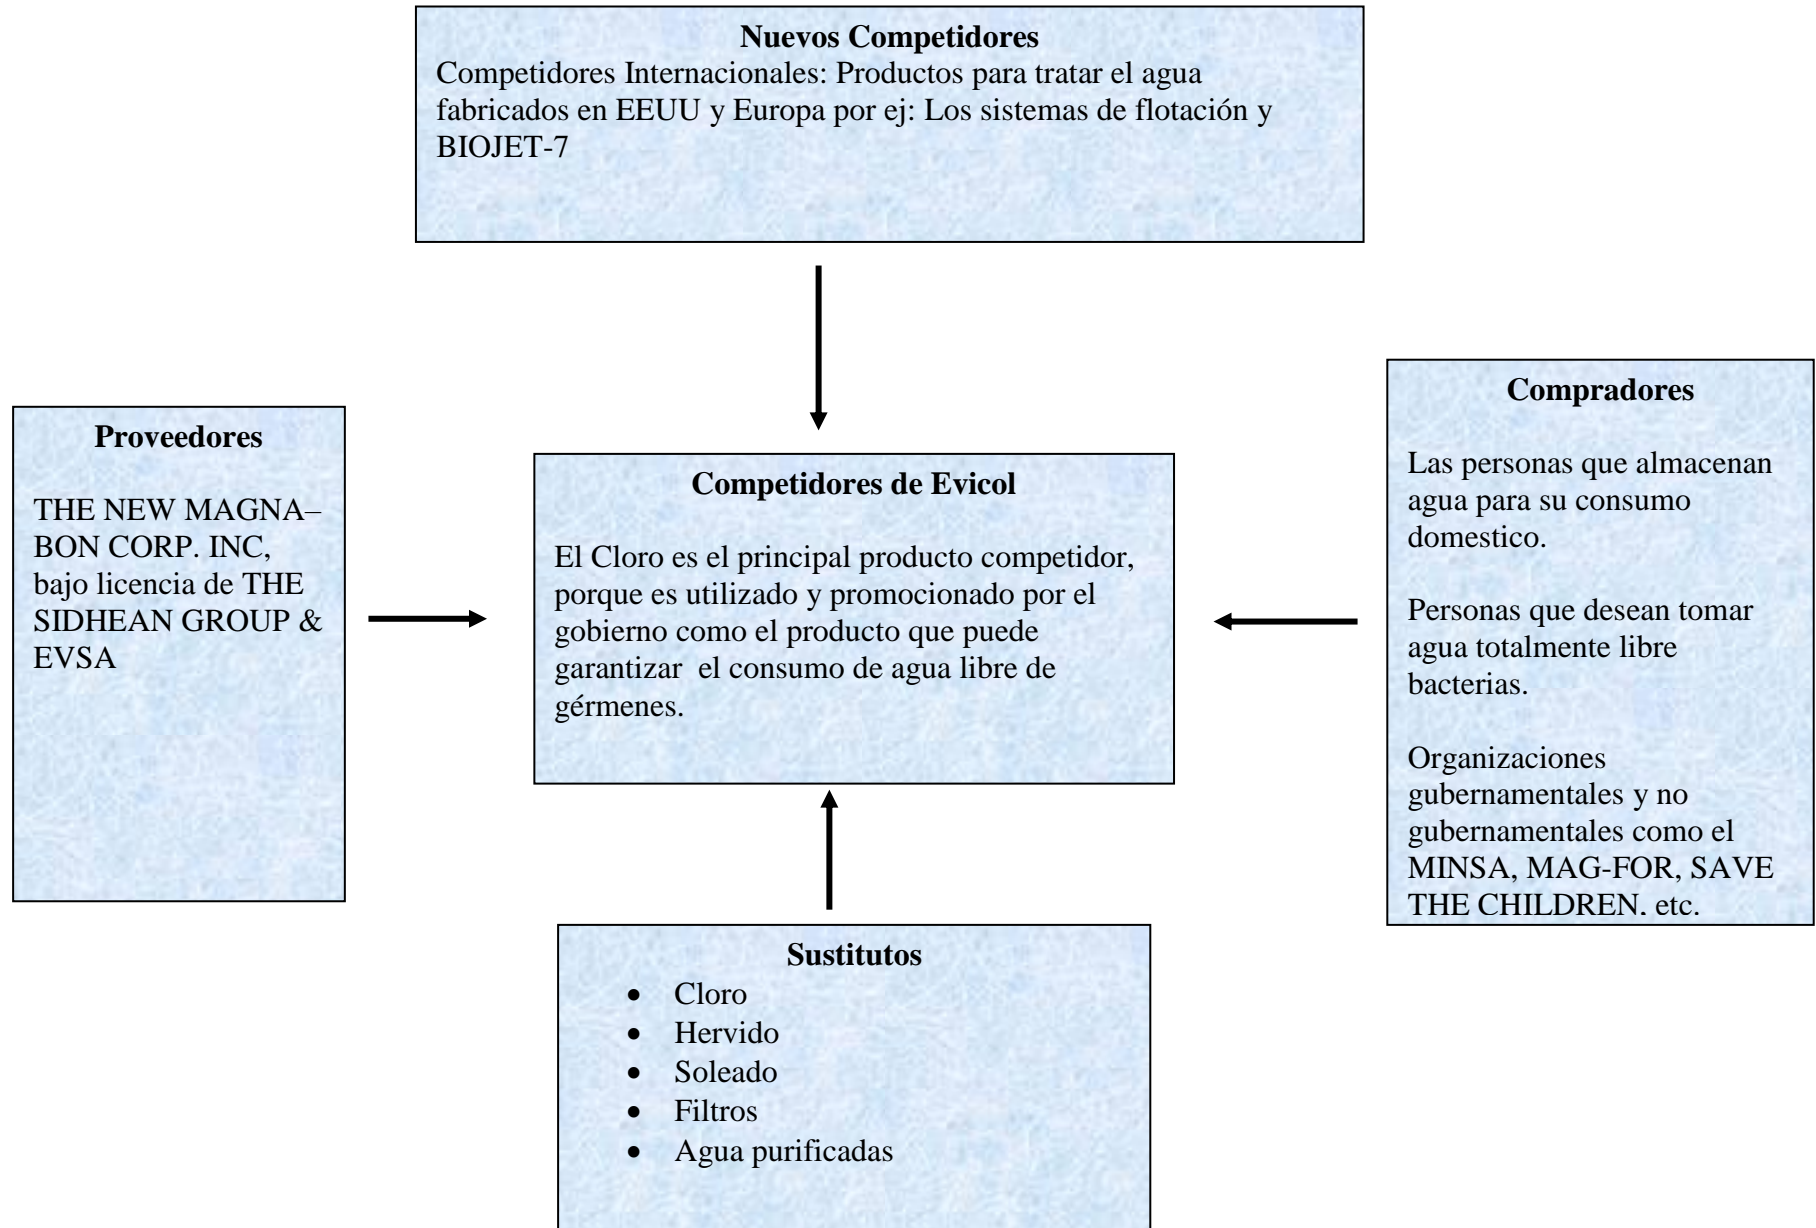 Nuevos Competidores
Competidores Internacionales: Productos para tratar el agua
fabricados en EEUU y Europa por ej: Los sistemas de flotación y
BIOJET-7
Proveedores
THE NEW MAGNA–
BON CORP. INC,
bajo licencia de THE
SIDHEAN GROUP &
EVSA
Competidores de Evicol
El Cloro es el principal producto competidor,
porque es utilizado y promocionado por el
gobierno como el producto que puede
garantizar  el consumo de agua libre de
gérmenes.
Compradores
Las personas que almacenan
agua para su consumo
domestico.
Personas que desean tomar
agua totalmente libre
bacterias.
Organizaciones
gubernamentales y no
gubernamentales como el
MINSA, MAG-FOR, SAVE
THE CHILDREN. etc.
Sustitutos
• Cloro
• Hervido
• Soleado
• Filtros
• Agua purificadas